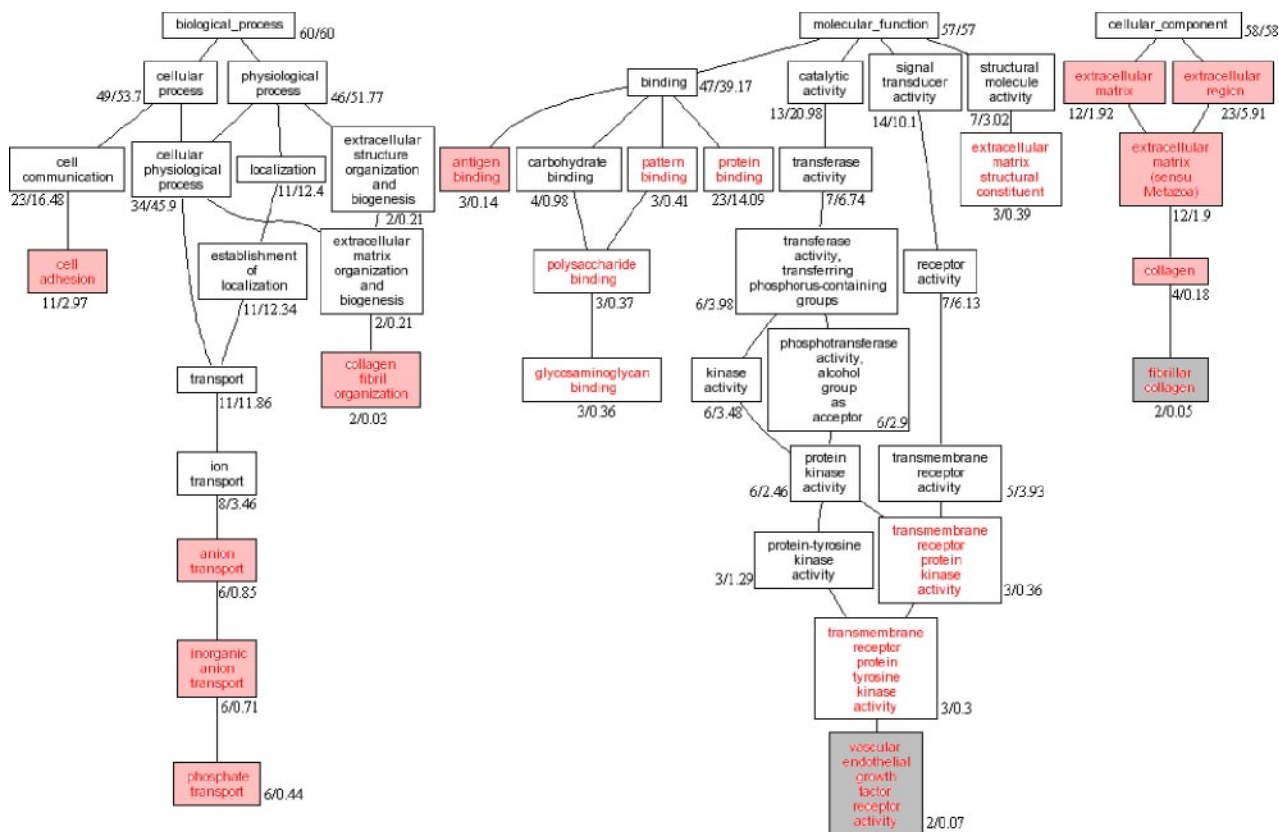 biological_process
60/60
cellular
process
49/53.7
physiological
process
46/51.77
cell
communication
23/16.48
cellular
physiological
process
34/45.9
localization
11/12.4
extracellular
structure
organization
and
biogenesis
2/0.21
cell
adhesion
11/2.97
establishment
of
localization
11/12.34
extracellular
matrix
organization
and
biogenesis
2/0.21
transport
11/11.86
collagen
fibril
organization
2/0.03
ion
transport
8/3.46
anion
transport
6/0.85
inorganic
anion
transport
6/0.71
phosphate
transport
6/0.44
molecular_function
57/57
binding
47/39.17
catalytic
activity
13/20.98
signal
transducer
activity
14/10.1
structural
molecule
activity
7/3.02
antigen
binding
3/0.14
carbohydrate
binding
4/0.98
pattern
binding
3/0.41
protein
binding
23/14.09
transferase
activity
7/6.74
extracellular
matrix
structural
constituent
3/0.39
polysaccharide
binding
3/0.37
transferase
activity,
transferring
phosphorus-containing
groups
6/3.98
receptor
activity
7/6.13
glycosaminoglycan
binding
3/0.36
kinase
activity
6/3.48
phosphotransferase
activity,
alcohol
group
as
acceptor
6/2.9
protein
kinase
activity
6/2.46
transmembrane
receptor
activity
5/3.93
protein-tyrosine
kinase
activity
3/1.29
transmembrane
receptor
protein
kinase
activity
3/0.36
transmembrane
receptor
protein
tyrosine
kinase
activity
3/0.3
vascular
endothelial
growth
factor
receptor
activity
2/0.07
cellular_component
58/58
extracellular
matrix
12/1.92
extracellular
region
23/5.91
extracellular
matrix
(sensu
Metazoa)
12/1.9
collagen
4/0.18
fibrillar
collagen
2/0.05